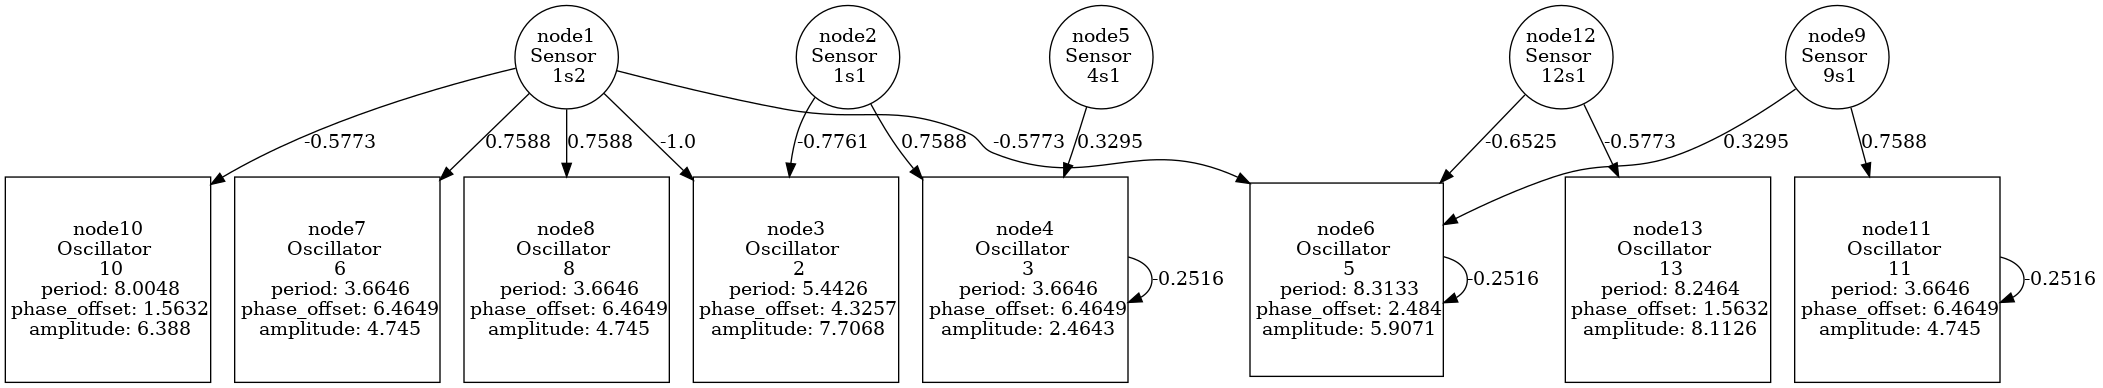 node1
Sensor
1s2
node2
Sensor
1s1
node5
Sensor
4s1
node12
Sensor
12s1
node9
Sensor
9s1
-0.5773
0.7588
0.7588
-1.0
-0.7761
0.7588
-0.5773
0.3295
-0.6525
-0.5773
0.3295
0.7588
node10
Oscillator
10
period: 8.0048
phase_offset: 1.5632
amplitude: 6.388
node7
Oscillator
6
period: 3.6646
phase_offset: 6.4649
amplitude: 4.745
node8
Oscillator
8
period: 3.6646
phase_offset: 6.4649
amplitude: 4.745
node3
Oscillator
2
period: 5.4426
phase_offset: 4.3257
amplitude: 7.7068
node4
Oscillator
3
period: 3.6646
phase_offset: 6.4649
amplitude: 2.4643
-0.2516
node6
Oscillator
5
period: 8.3133
phase_offset: 2.484
amplitude: 5.9071
-0.2516
node13
Oscillator
13
period: 8.2464
phase_offset: 1.5632
amplitude: 8.1126
node11
Oscillator
11
period: 3.6646
phase_offset: 6.4649
amplitude: 4.745
-0.2516